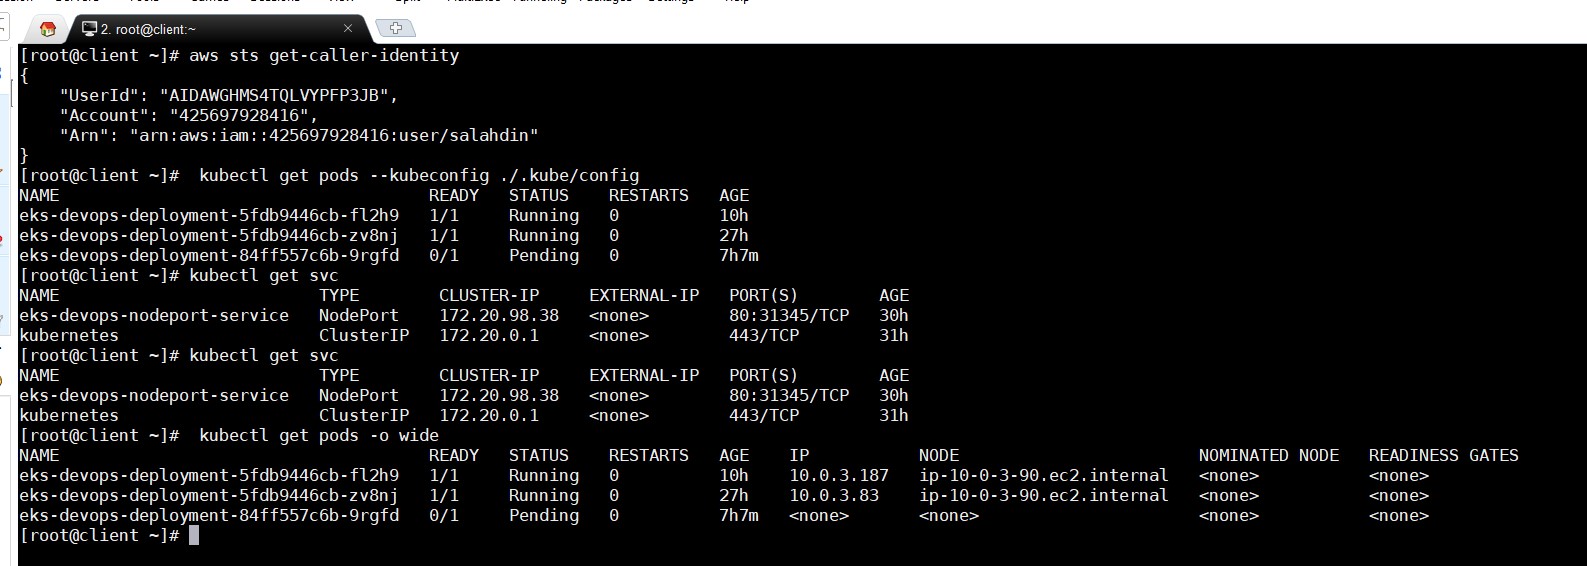 2. root@client:~
[root@client ~]# aws sts get-caller-identity
{
    "UserId": "AIDAWGHMS4TQLVYPFP3JB",
    "Account": "425697928416",
    "Arn": "arn:aws:iam::425697928416:user/salahdin"
}
[root@client ~]#  kubectl get pods --kubeconfig ./.kube/config
NAME                                     READY   STATUS    RESTARTS   AGE
eks-devops-deployment-5fdb9446cb-fl2h9   1/1     Running   0          10h
eks-devops-deployment-5fdb9446cb-zv8nj   1/1     Running   0          27h
eks-devops-deployment-84ff557c6b-9rgfd   0/1     Pending   0          7h7m
[root@client ~]# kubectl get svc
NAME                          TYPE        CLUSTER-IP     EXTERNAL-IP   PORT(S)        AGE
eks-devops-nodeport-service   NodePort    172.20.98.38   <none>        80:31345/TCP   30h
kubernetes                    ClusterIP   172.20.0.1     <none>        443/TCP        31h
[root@client ~]# kubectl get svc
NAME                          TYPE        CLUSTER-IP     EXTERNAL-IP   PORT(S)        AGE
eks-devops-nodeport-service   NodePort    172.20.98.38   <none>        80:31345/TCP   30h
kubernetes                    ClusterIP   172.20.0.1     <none>        443/TCP        31h
[root@client ~]#  kubectl get pods -o wide
NAME                                     READY   STATUS    RESTARTS   AGE    IP           NODE                       NOMINATED NODE   READINESS GATES
eks-devops-deployment-5fdb9446cb-fl2h9   1/1     Running   0          10h    10.0.3.187   ip-10-0-3-90.ec2.internal   <none>           <none>
eks-devops-deployment-5fdb9446cb-zv8nj   1/1     Running   0          27h    10.0.3.83    ip-10-0-3-90.ec2.internal   <none>           <none>
eks-devops-deployment-84ff557c6b-9rgfd   0/1     Pending   0          7h7m   <none>       <none>                      <none>           <none>
[root@client ~]#